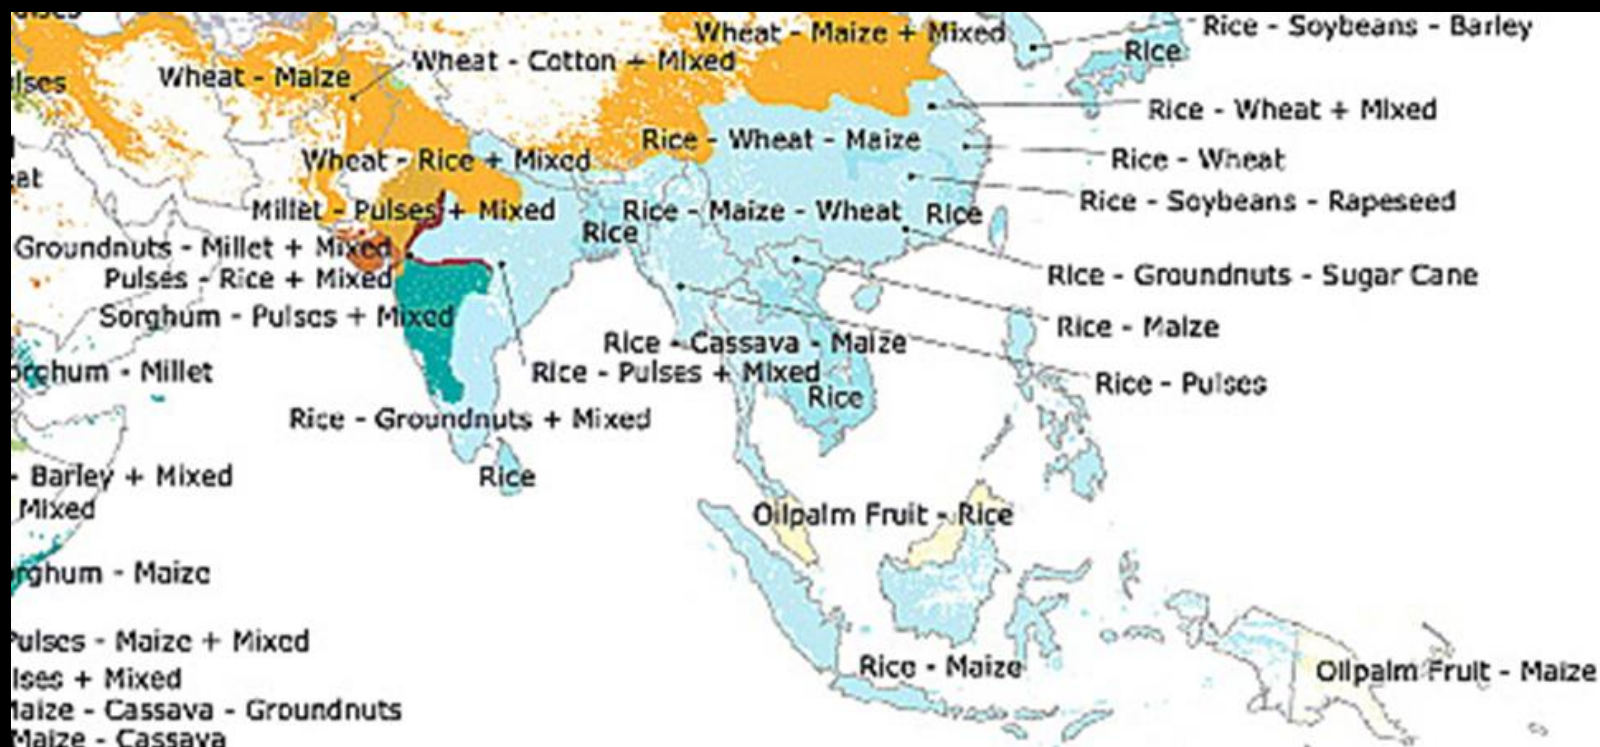 Rice - Soybeans - Barley
Wheat - Maize + Mixed
Rice
Wheat - Cotton + Mixed
Wheat - Maize
Rice - Wheat + Mixed
Rice - Wheat - Maize
Rice - Wheat
Wheat - Rice + Mixed
Rice - Soybeans - Rapeseed
Millet - Pulses + Mixed
Rice - Maize - Wheat
Rice
Rice
Groundnuts - Millet + Mixed
Pulses - Rice + Mixed
Rice - Groundnuts - Sugar Cane
Sorghum - Pulses + Mixed
Rice - Maize
Rice - Cassava - Maize
- Millet
Rice - Pulses + Mixed
Rice - Pulses
Rice
Rice - Groundnuts + Mixed
- Barley + Mixed
Rice
Mixed
Oilpalm Fruit - Rice
- Maize
Pulses - Maize + Mixed
Rice - Maize
Oilpalm Fruit - Maize
+ Mixed
Maize - Cassava - Groundnuts
Maize - Cassava